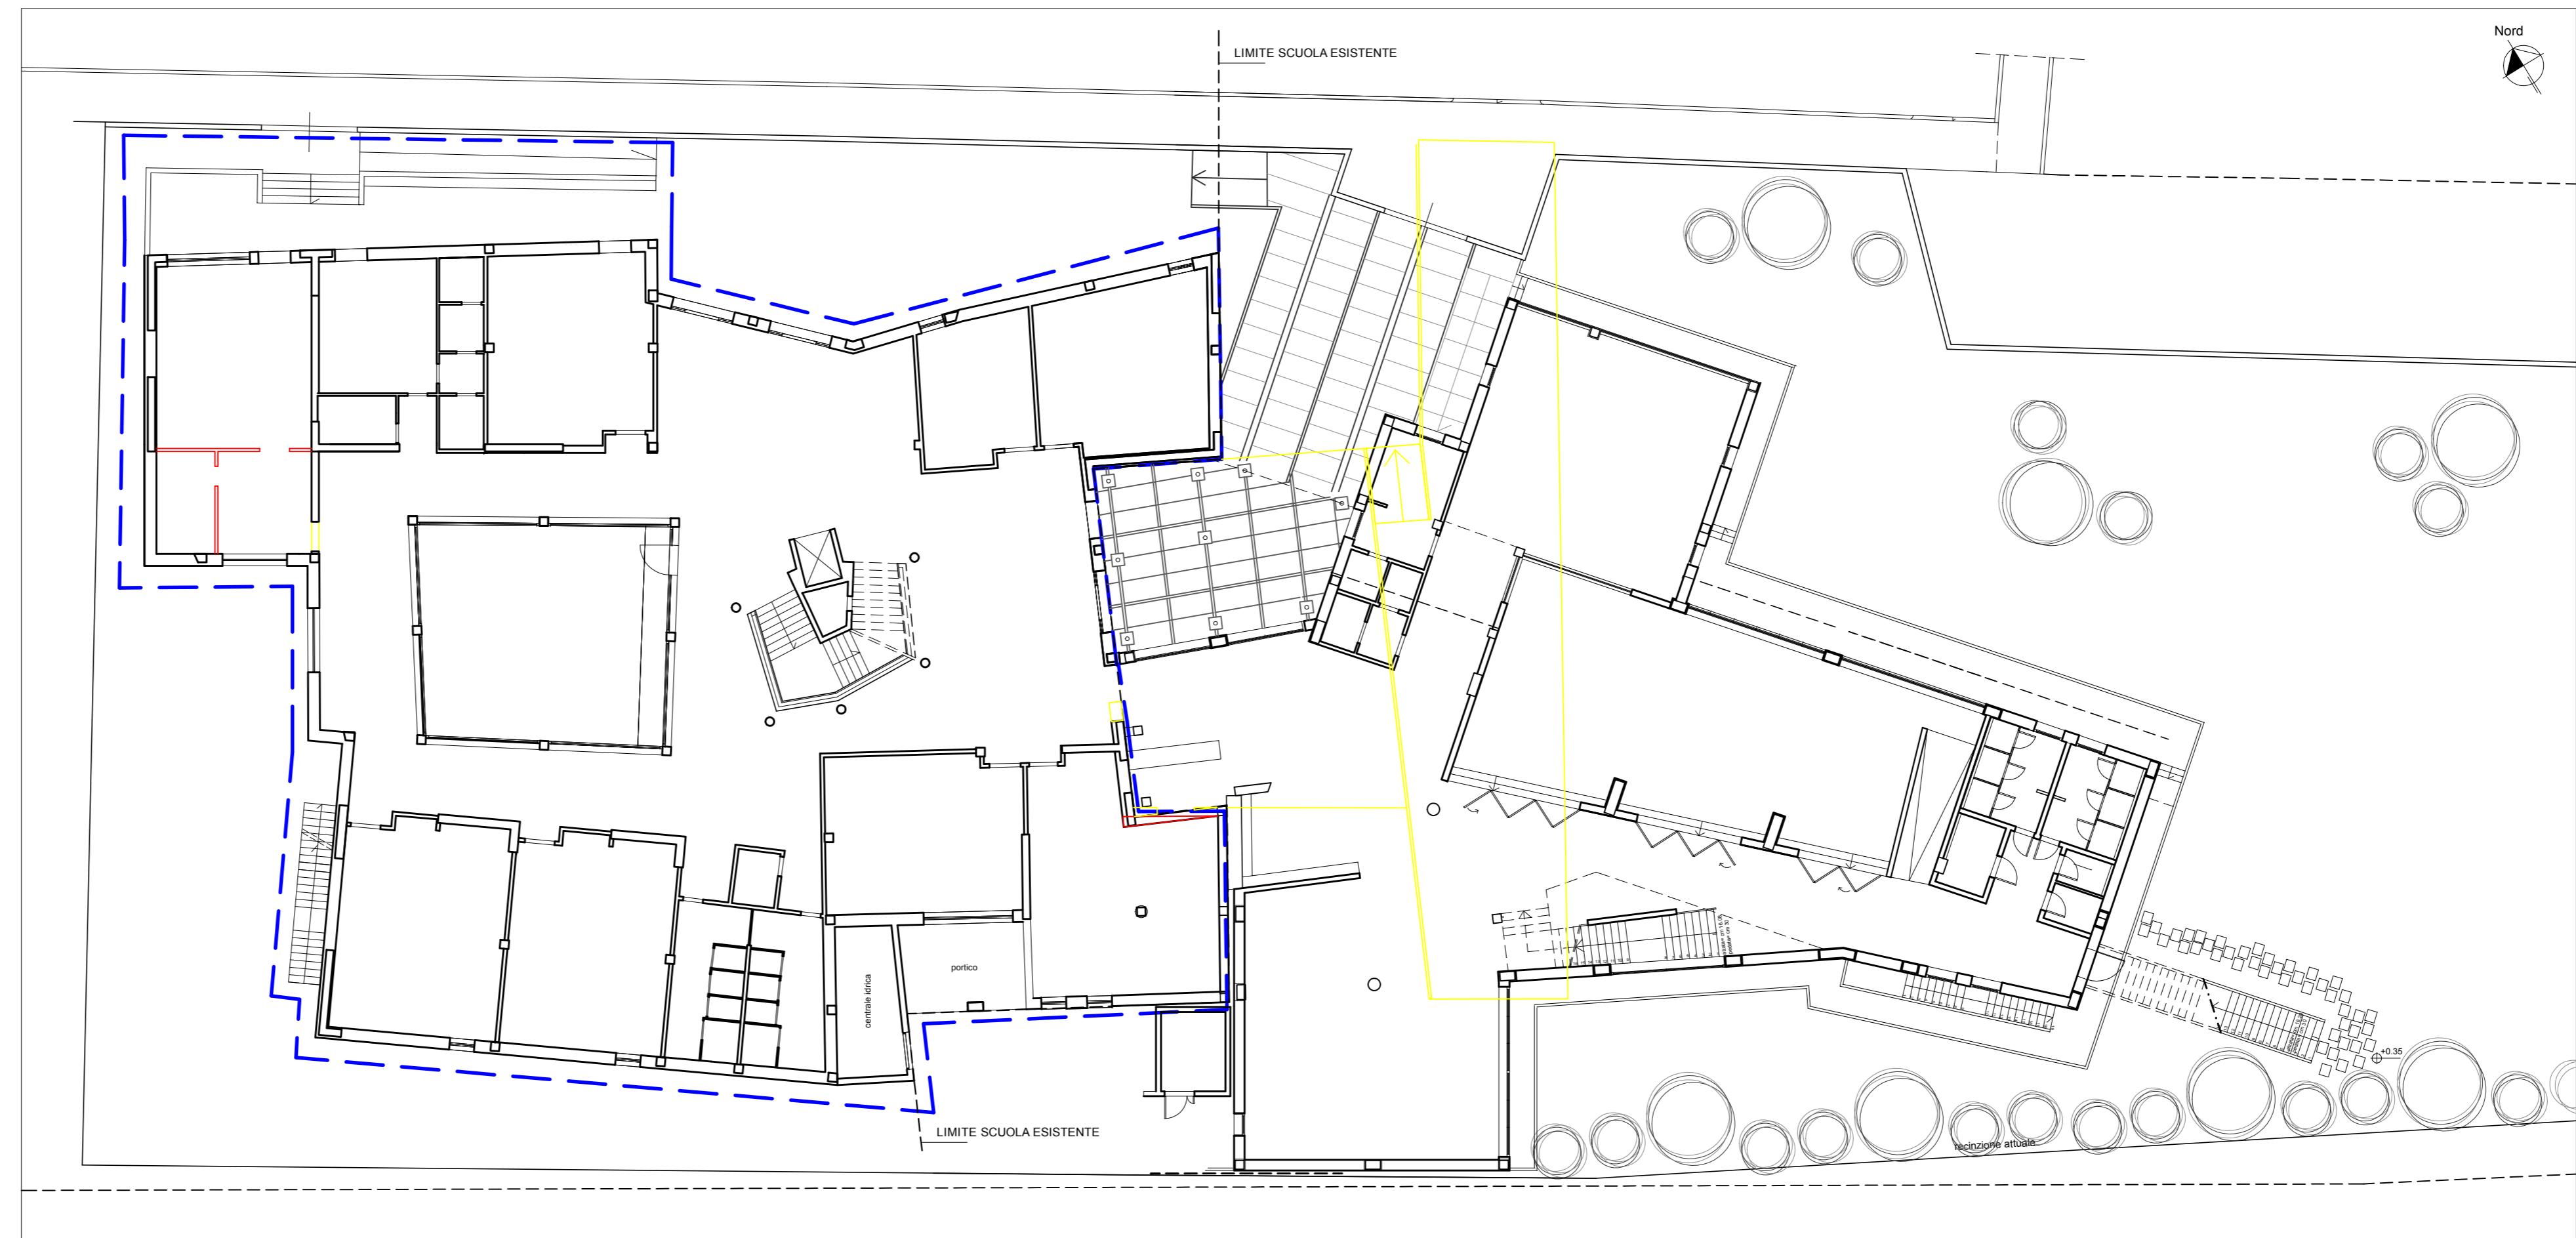 Nord
LIMITE SCUOLA ESISTENTE
portico
centrale idrica
+0.35
LIMITE SCUOLA ESISTENTE
recinzione attuale